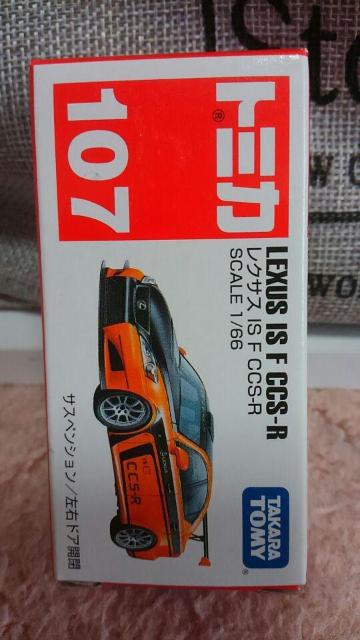 トミカ®
107
LEXUS IS F CCS-R
レクサス IS F CCS-R
SCALE 1/66
CCS-R
サスペンション/左右ドア開閉
TAKARA
TOMY®